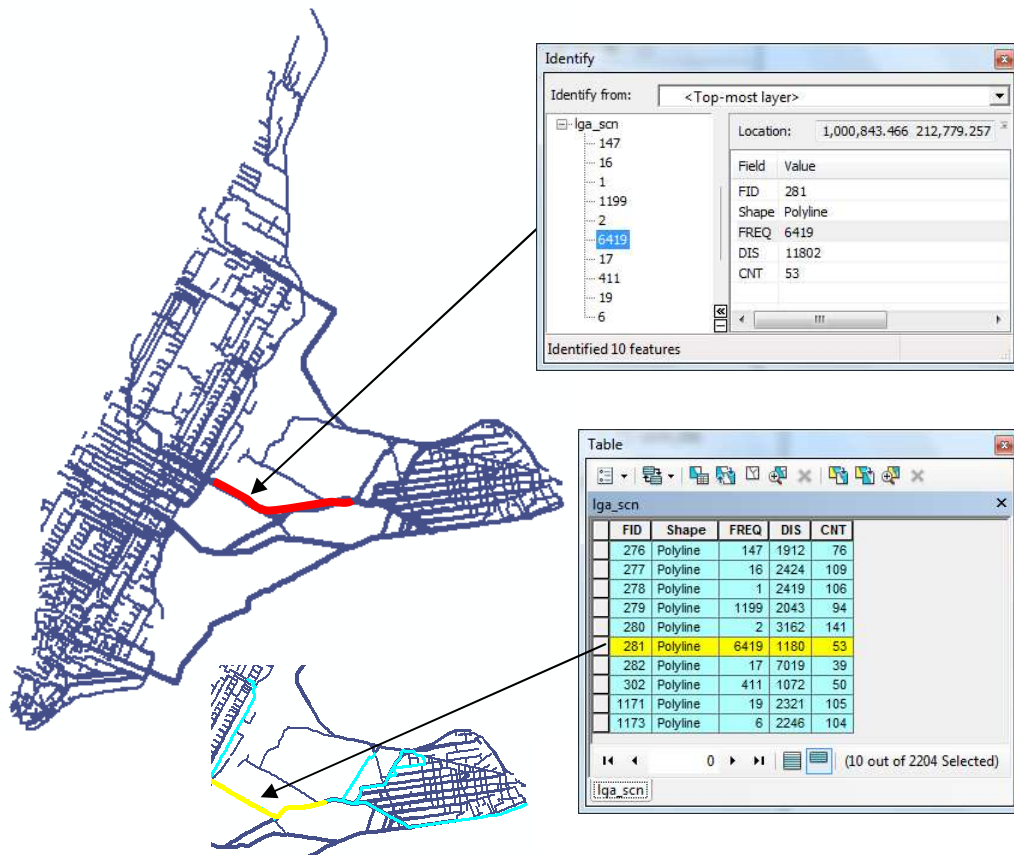 Identify
Identify from: <Top-most layer>
lga_scn
147
16
1
1199
2
6419
17
411
19
6
Location: 1,000,843.466 212,779.257
Field Value
FID 281
Shape Polyline
FREQ 6419
DIS 11802
CNT 53
Identified 10 features
Table
lga_scn
FID Shape FREQ DIS CNT
276 Polyline 147 1912 76
277 Polyline 16 2424 109
278 Polyline 1 2419 106
279 Polyline 1199 2043 94
280 Polyline 2 3162 141
281 Polyline 6419 1180 53
282 Polyline 17 7019 39
302 Polyline 411 1072 50
1171 Polyline 19 2321 105
1173 Polyline 6 2246 104
0 (10 out of 2204 Selected)
lga_scn